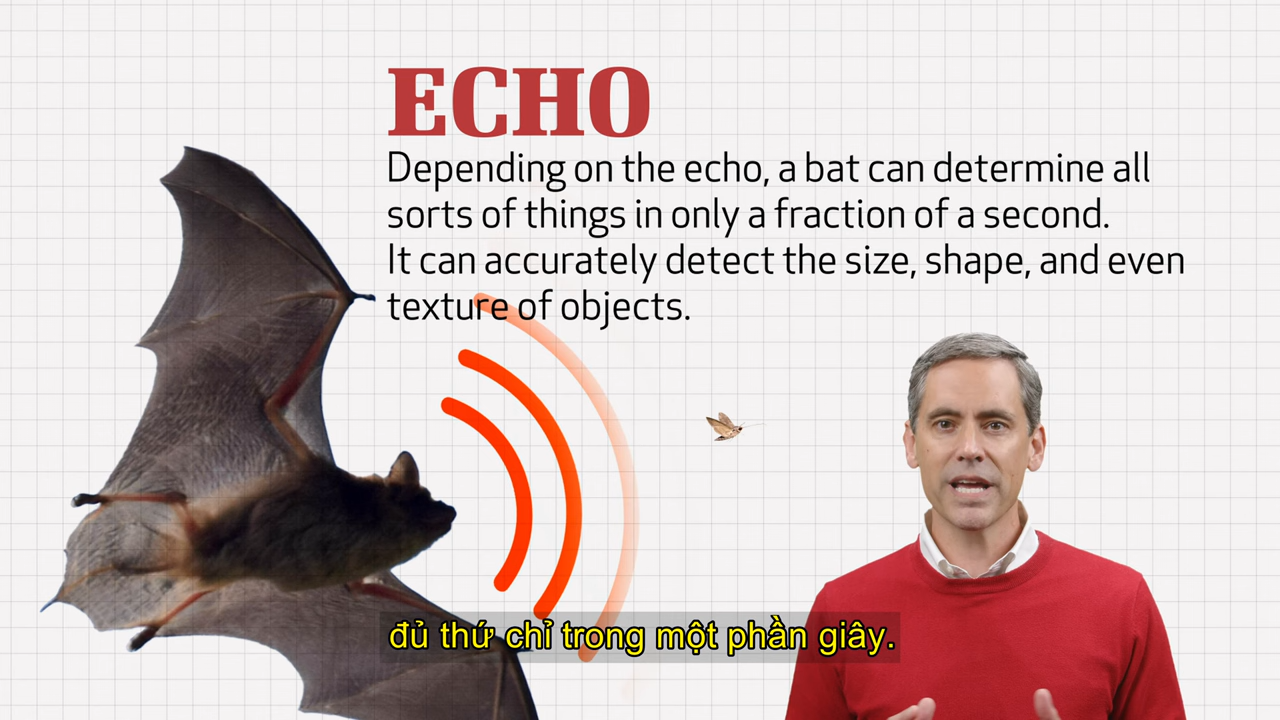 ECHO
Depending on the echo, a bat can determine all
sorts of things in only a fraction of a second.
It can accurately detect the size, shape, and even
texture of objects.
đủ thứ chỉ trong một phần giây.